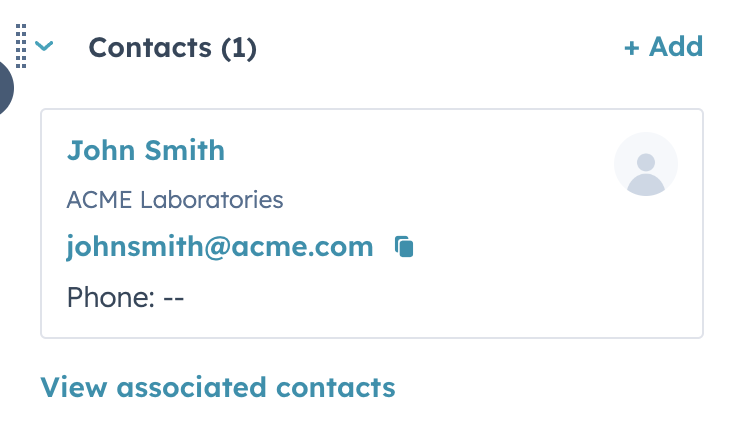 Contacts (1)
+ Add
John Smith
ACME Laboratories
johnsmith@acme.com
Phone: --
View associated contacts